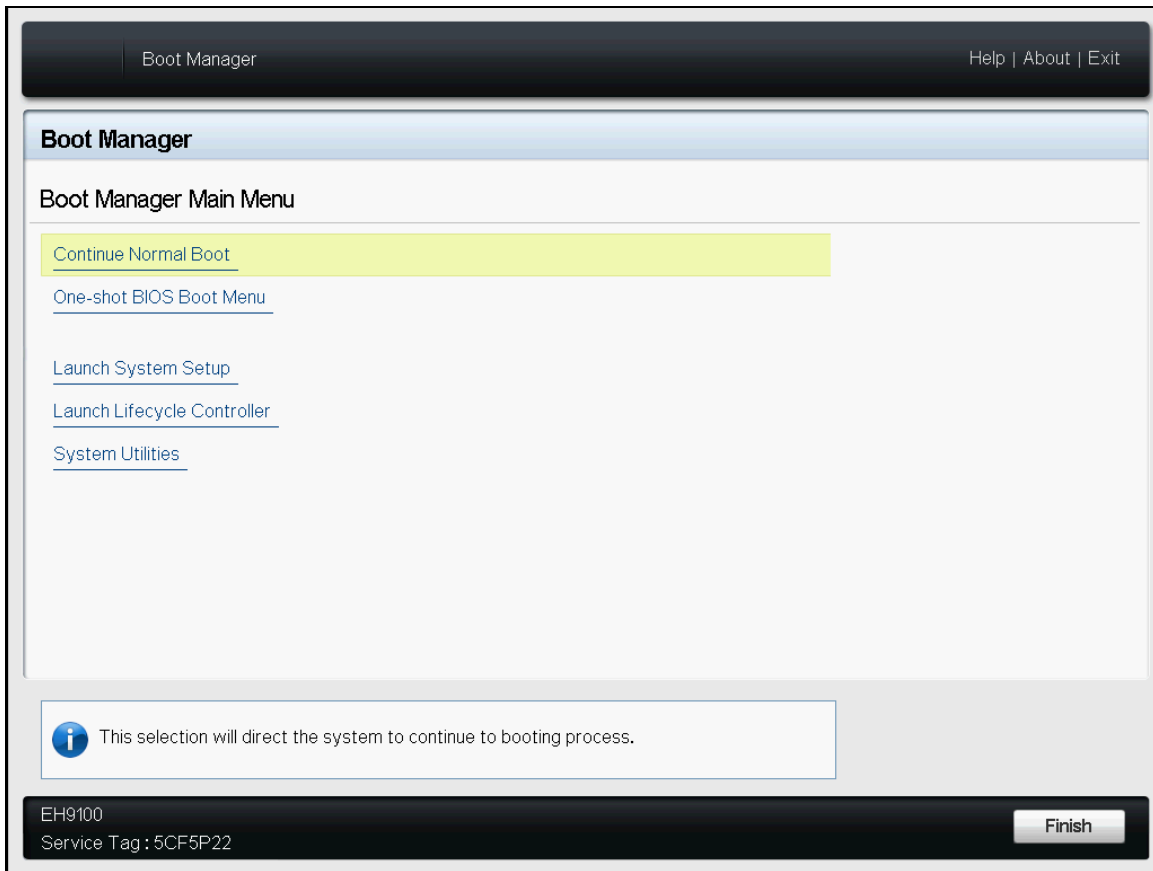 Boot Manager
Help | About | Exit
Boot Manager
Boot Manager Main Menu
Continue Normal Boot
One-shot BIOS Boot Menu
Launch System Setup
Launch Lifecycle Controller
System Utilities
This selection will direct the system to continue to booting process.
EH9100
Service Tag : 5CF5P22
Finish